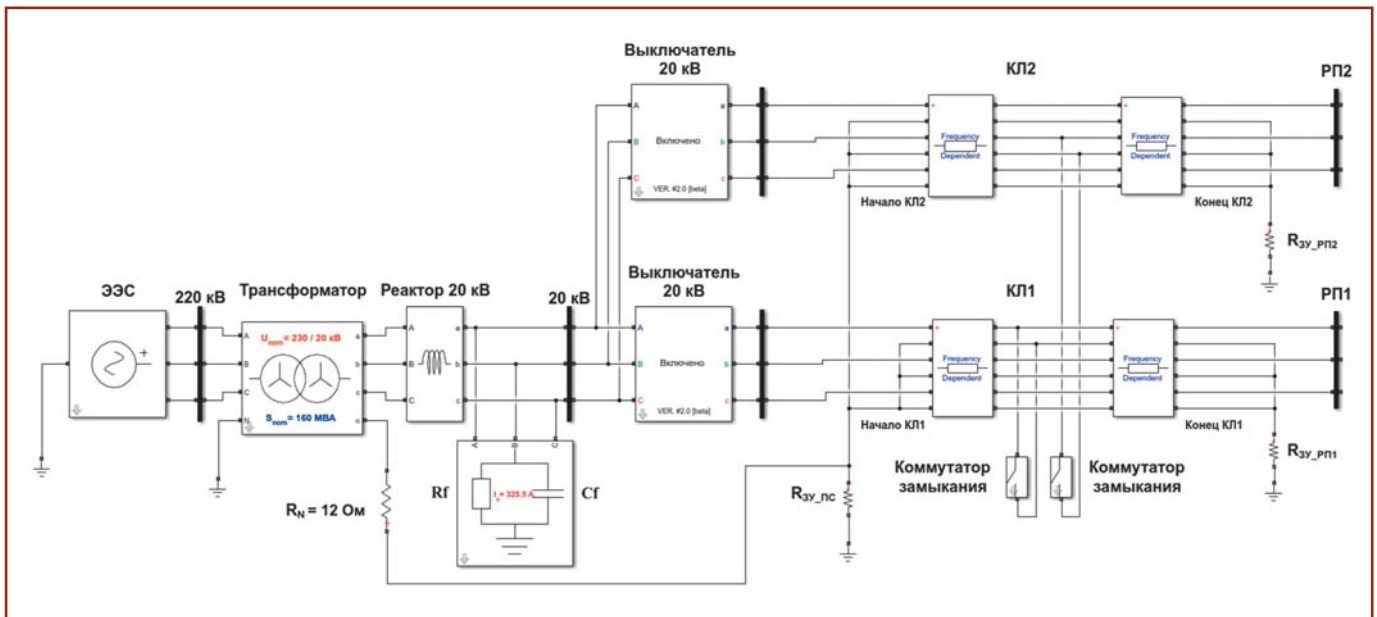 Выключатель
20 кВ
КЛ2
РП2
A
a
B
Включено
b
C
c
VER. #2.0 [beta]
+
Frequency
Dependent
+
Frequency
Dependent
Начало КЛ2
Конец КЛ2
RЗУ_РП2
ЭЭС
220 кВ
Трансформатор
Реактор 20 кВ
20 кВ
Выключатель
20 кВ
КЛ1
РП1
+
A
Unom = 230 / 20 кВ
a
B
b
C
Snom = 160 МВА
c
N
n
A
a
B
b
C
c
A
a
B
Включено
b
C
c
VER. #2.0 [beta]
+
Frequency
Dependent
+
Frequency
Dependent
Начало КЛ1
Конец КЛ1
RЗУ_РП1
A
B
C
Rf
= 325.5 A
Cf
RN = 12 Ом
RЗУ_ПС
Коммутатор
замыкания
Коммутатор
замыкания